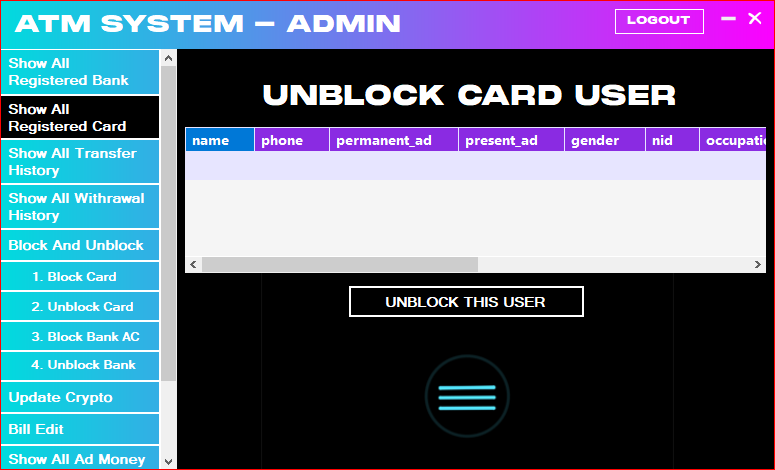 ATM SYSTEM – ADMIN
LOGOUT
Show All
Registered Bank
Show All
Registered Card
Show All Transfer
History
Show All Withrawal
History
Block And Unblock
1. Block Card
2. Unblock Card
3. Block Bank AC
4. Unblock Bank
Update Crypto
Bill Edit
Show All Ad Money
UNBLOCK CARD USER
name phone permanent_ad present_ad gender nid
UNBLOCK THIS USER